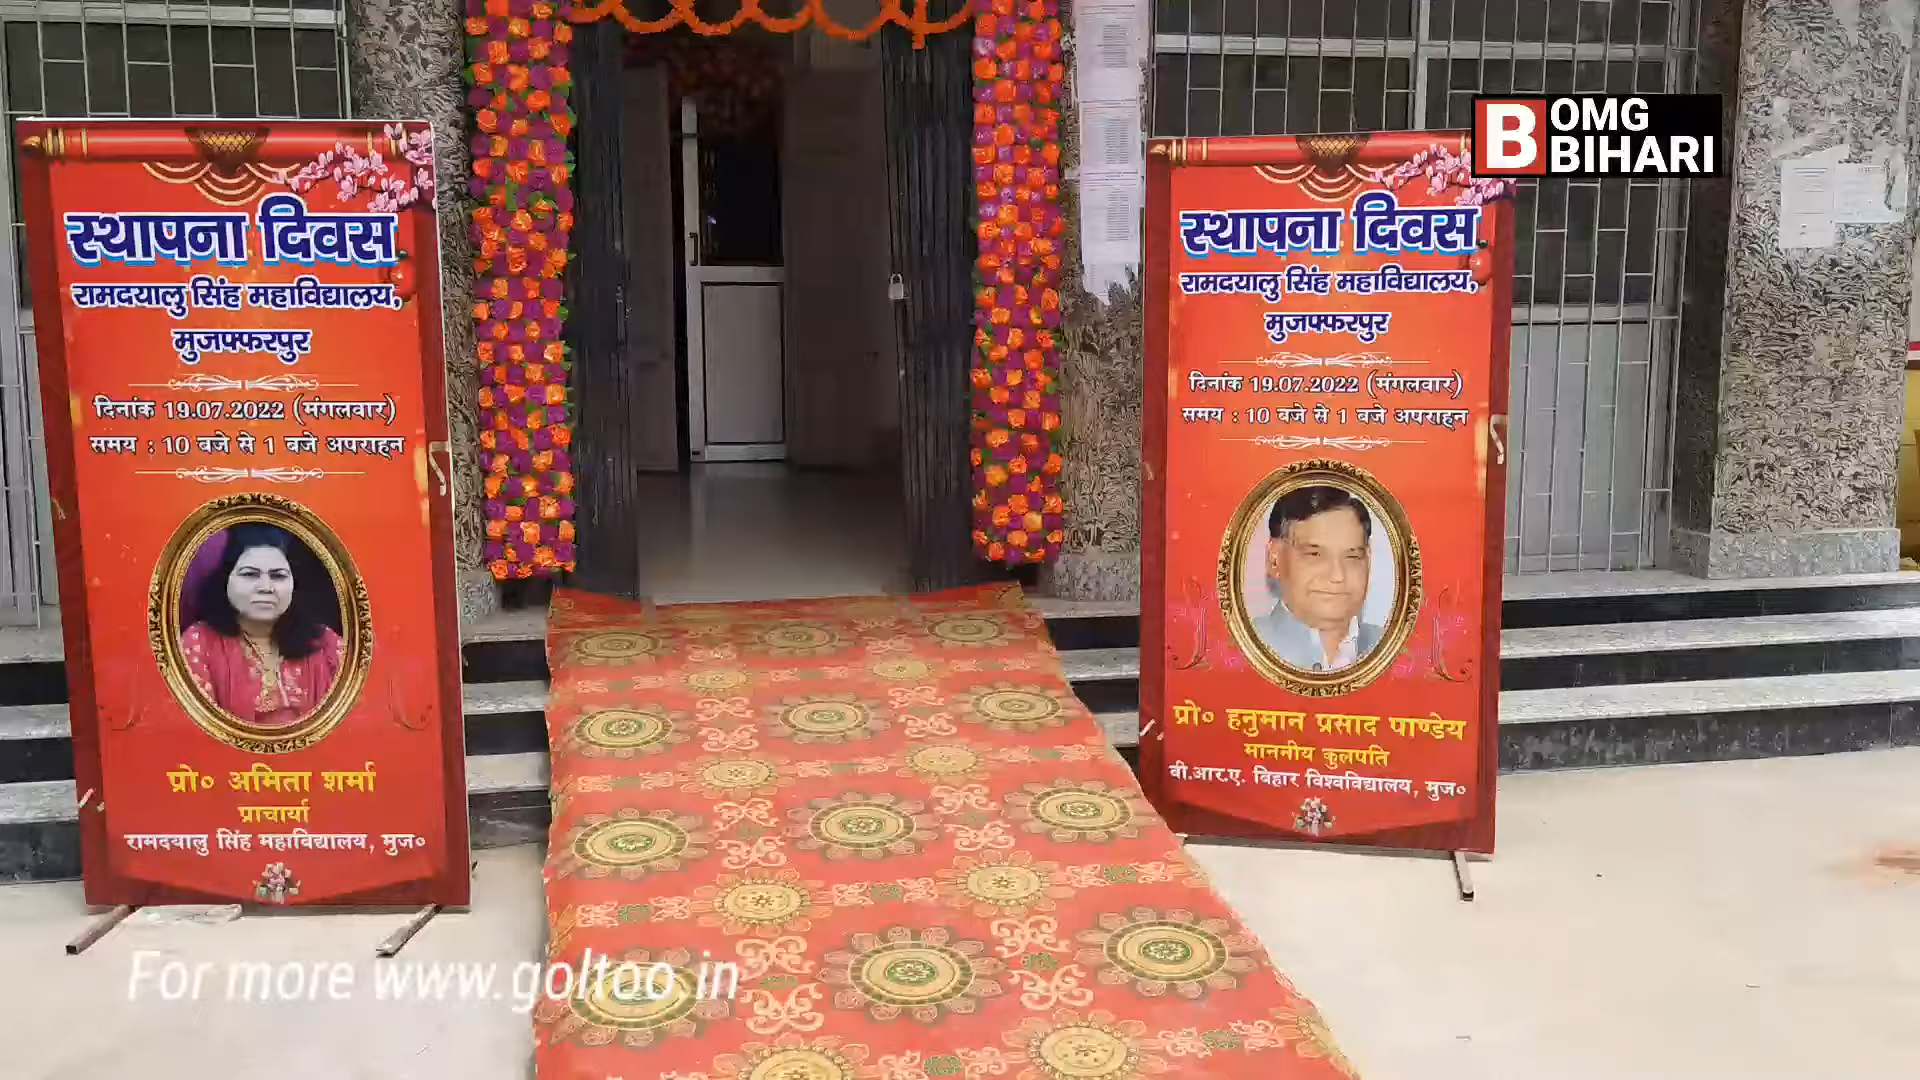 स्थापना दिवस
रामदयालु सिंह महाविद्यालय,
मुजफ्फरपुर
दिनांक 19.07.2022 (मंगलवार)
समय : 10 बजे से 1 बजे अपराह्न
प्रो० अमिता शर्मा
प्राचार्या
रामदयालु सिंह महाविद्यालय, मुज०
स्थापना दिवस
रामदयालु सिंह महाविद्यालय,
मुजफ्फरपुर
दिनांक 19.07.2022 (मंगलवार)
समय : 10 बजे से 1 बजे अपराह्न
प्रो० हनुमान प्रसाद पाण्डेय
माननीय कुलपति
बी.आर.ए. बिहार विश्वविद्यालय, मुज०
B OMG
BIHARI
For more www.goltoo.in